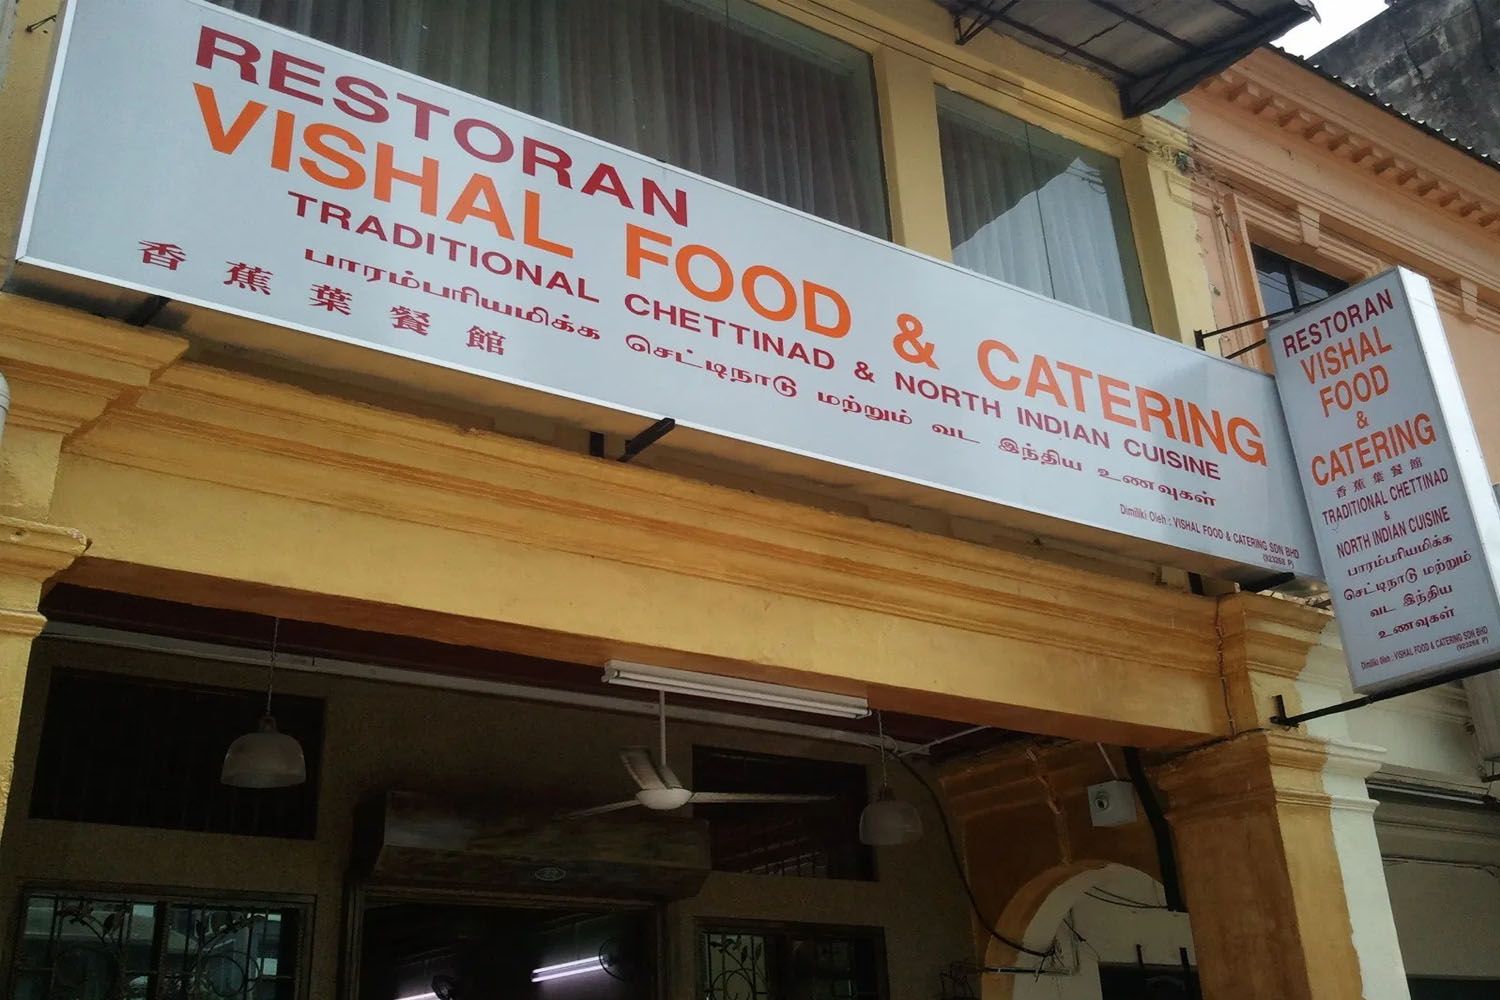 RESTORAN
VISHAL FOOD & CATERING
TRADITIONAL CHETTINAD & NORTH INDIAN CUISINE
பாரம்பரியமிக்க செட்டிநாடு மற்றும் வட இந்திய உணவுகள்
香蕉葉餐館
Dimiliki Oleh : VISHAL FOOD & CATERING SDN BHD
(923268 P)
RESTORAN
VISHAL
FOOD
&
CATERING
香蕉葉餐館
TRADITIONAL CHETTINAD
&
NORTH INDIAN CUISINE
பாரம்பரியமிக்க
செட்டிநாடு மற்றும்
வட இந்திய
உணவுகள்
Dimiliki Oleh : VISHAL FOOD & CATERING SDN BHD
(923268 P)